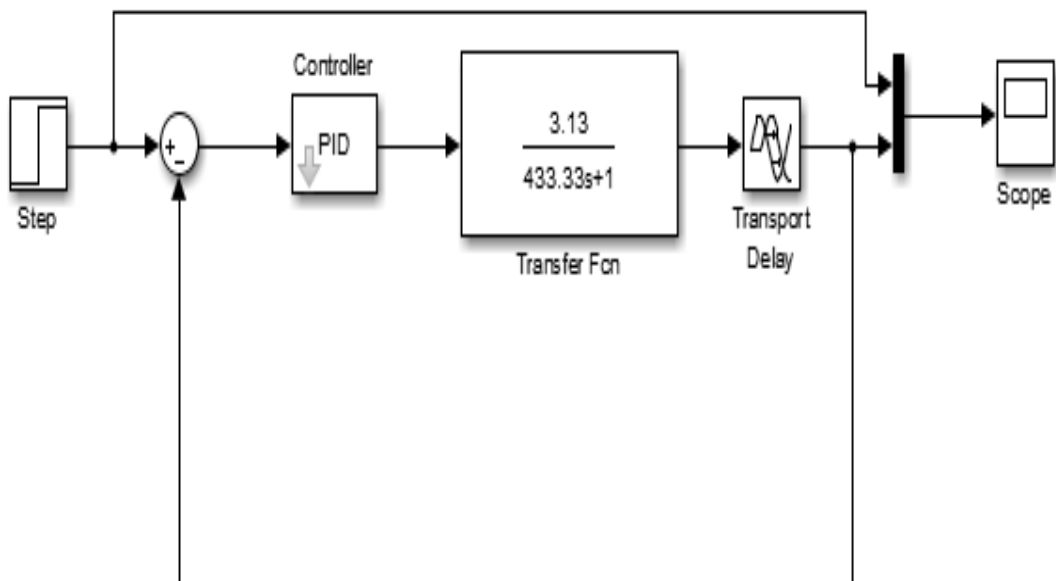 Controller
PID
3.13
433.33s+1
Step
Transfer Fcn
Transport
Delay
Scope